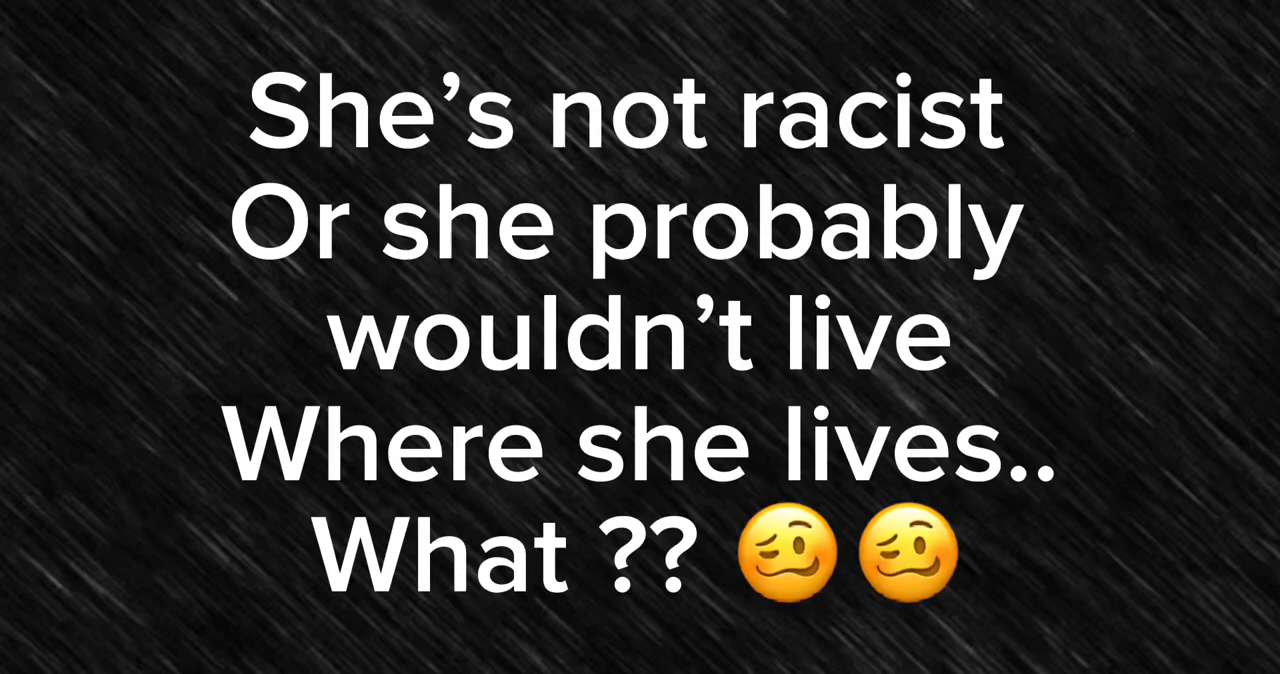 She’s not racist
Or she probably
wouldn’t live
Where she lives..
What ?? 🥴🥴